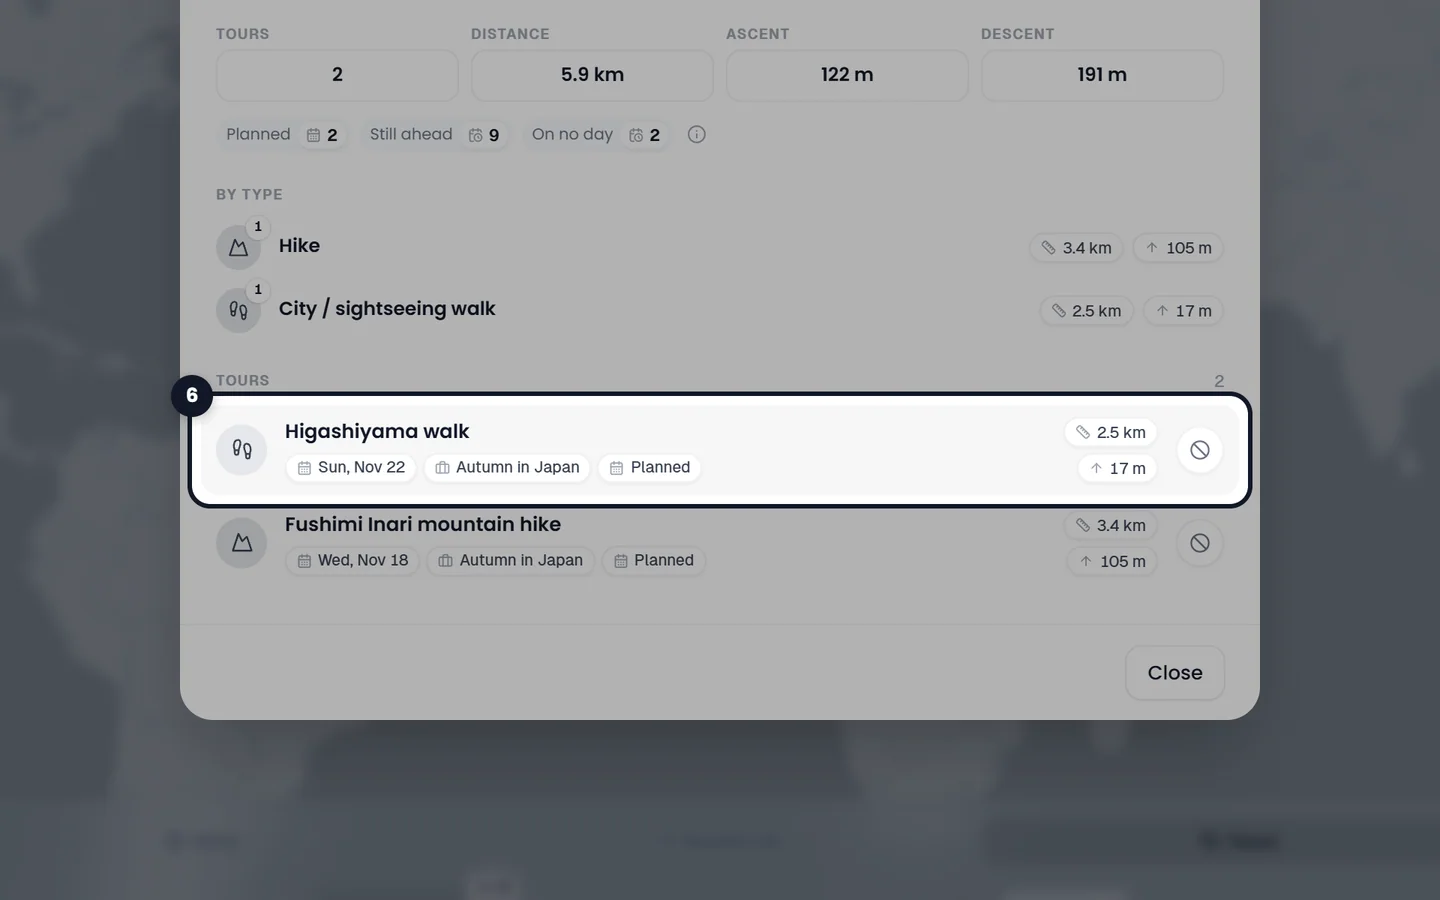 TOURS DISTANCE ASCENT DESCENT
2 5.9 km 122 m 191 m
Planned 2 Still ahead 9 On no day 2
BY TYPE
1
Hike 3.4 km 105 m
1
City / sightseeing walk 2.5 km 17 m
TOURS 2
6
Higashiyama walk 2.5 km
Sun, Nov 22 Autumn in Japan Planned 17 m
Fushimi Inari mountain hike 3.4 km
Wed, Nov 18 Autumn in Japan Planned 105 m
Close